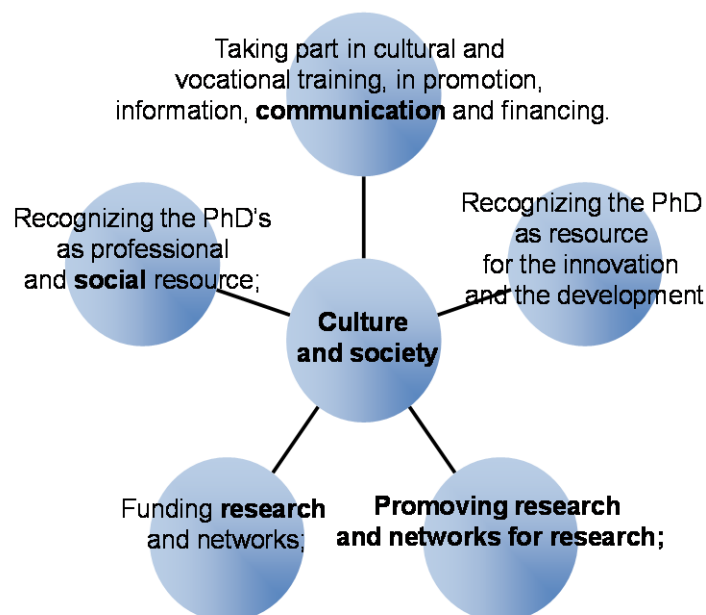 Taking part in cultural and
vocational training, in promotion,
information, communication and financing.
Recognizing the PhD's
as professional
and social resource;
Recognizing the PhD
as resource
for the innovation
and the development
Culture
and society
Funding research
and networks;
Promoving research
and networks for research;